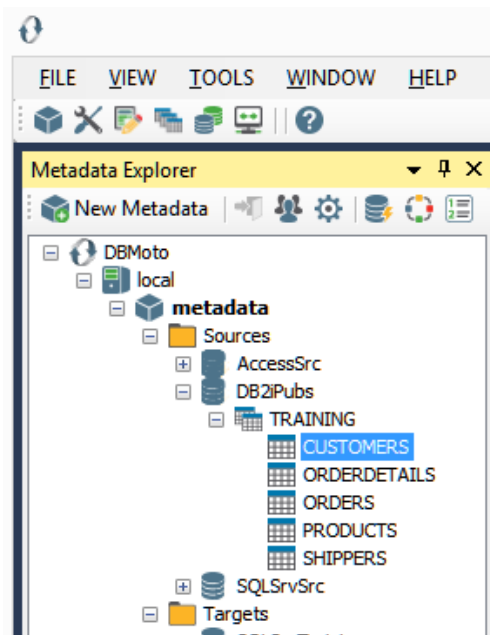 FILE VIEW TOOLS WINDOW HELP
Metadata Explorer
New Metadata
DBMoto
local
metadata
Sources
AccessSrc
DB2iPubs
TRAINING
CUSTOMERS
ORDERDETAILS
ORDERS
PRODUCTS
SHIPPERS
SQLSrvSrc
Targets